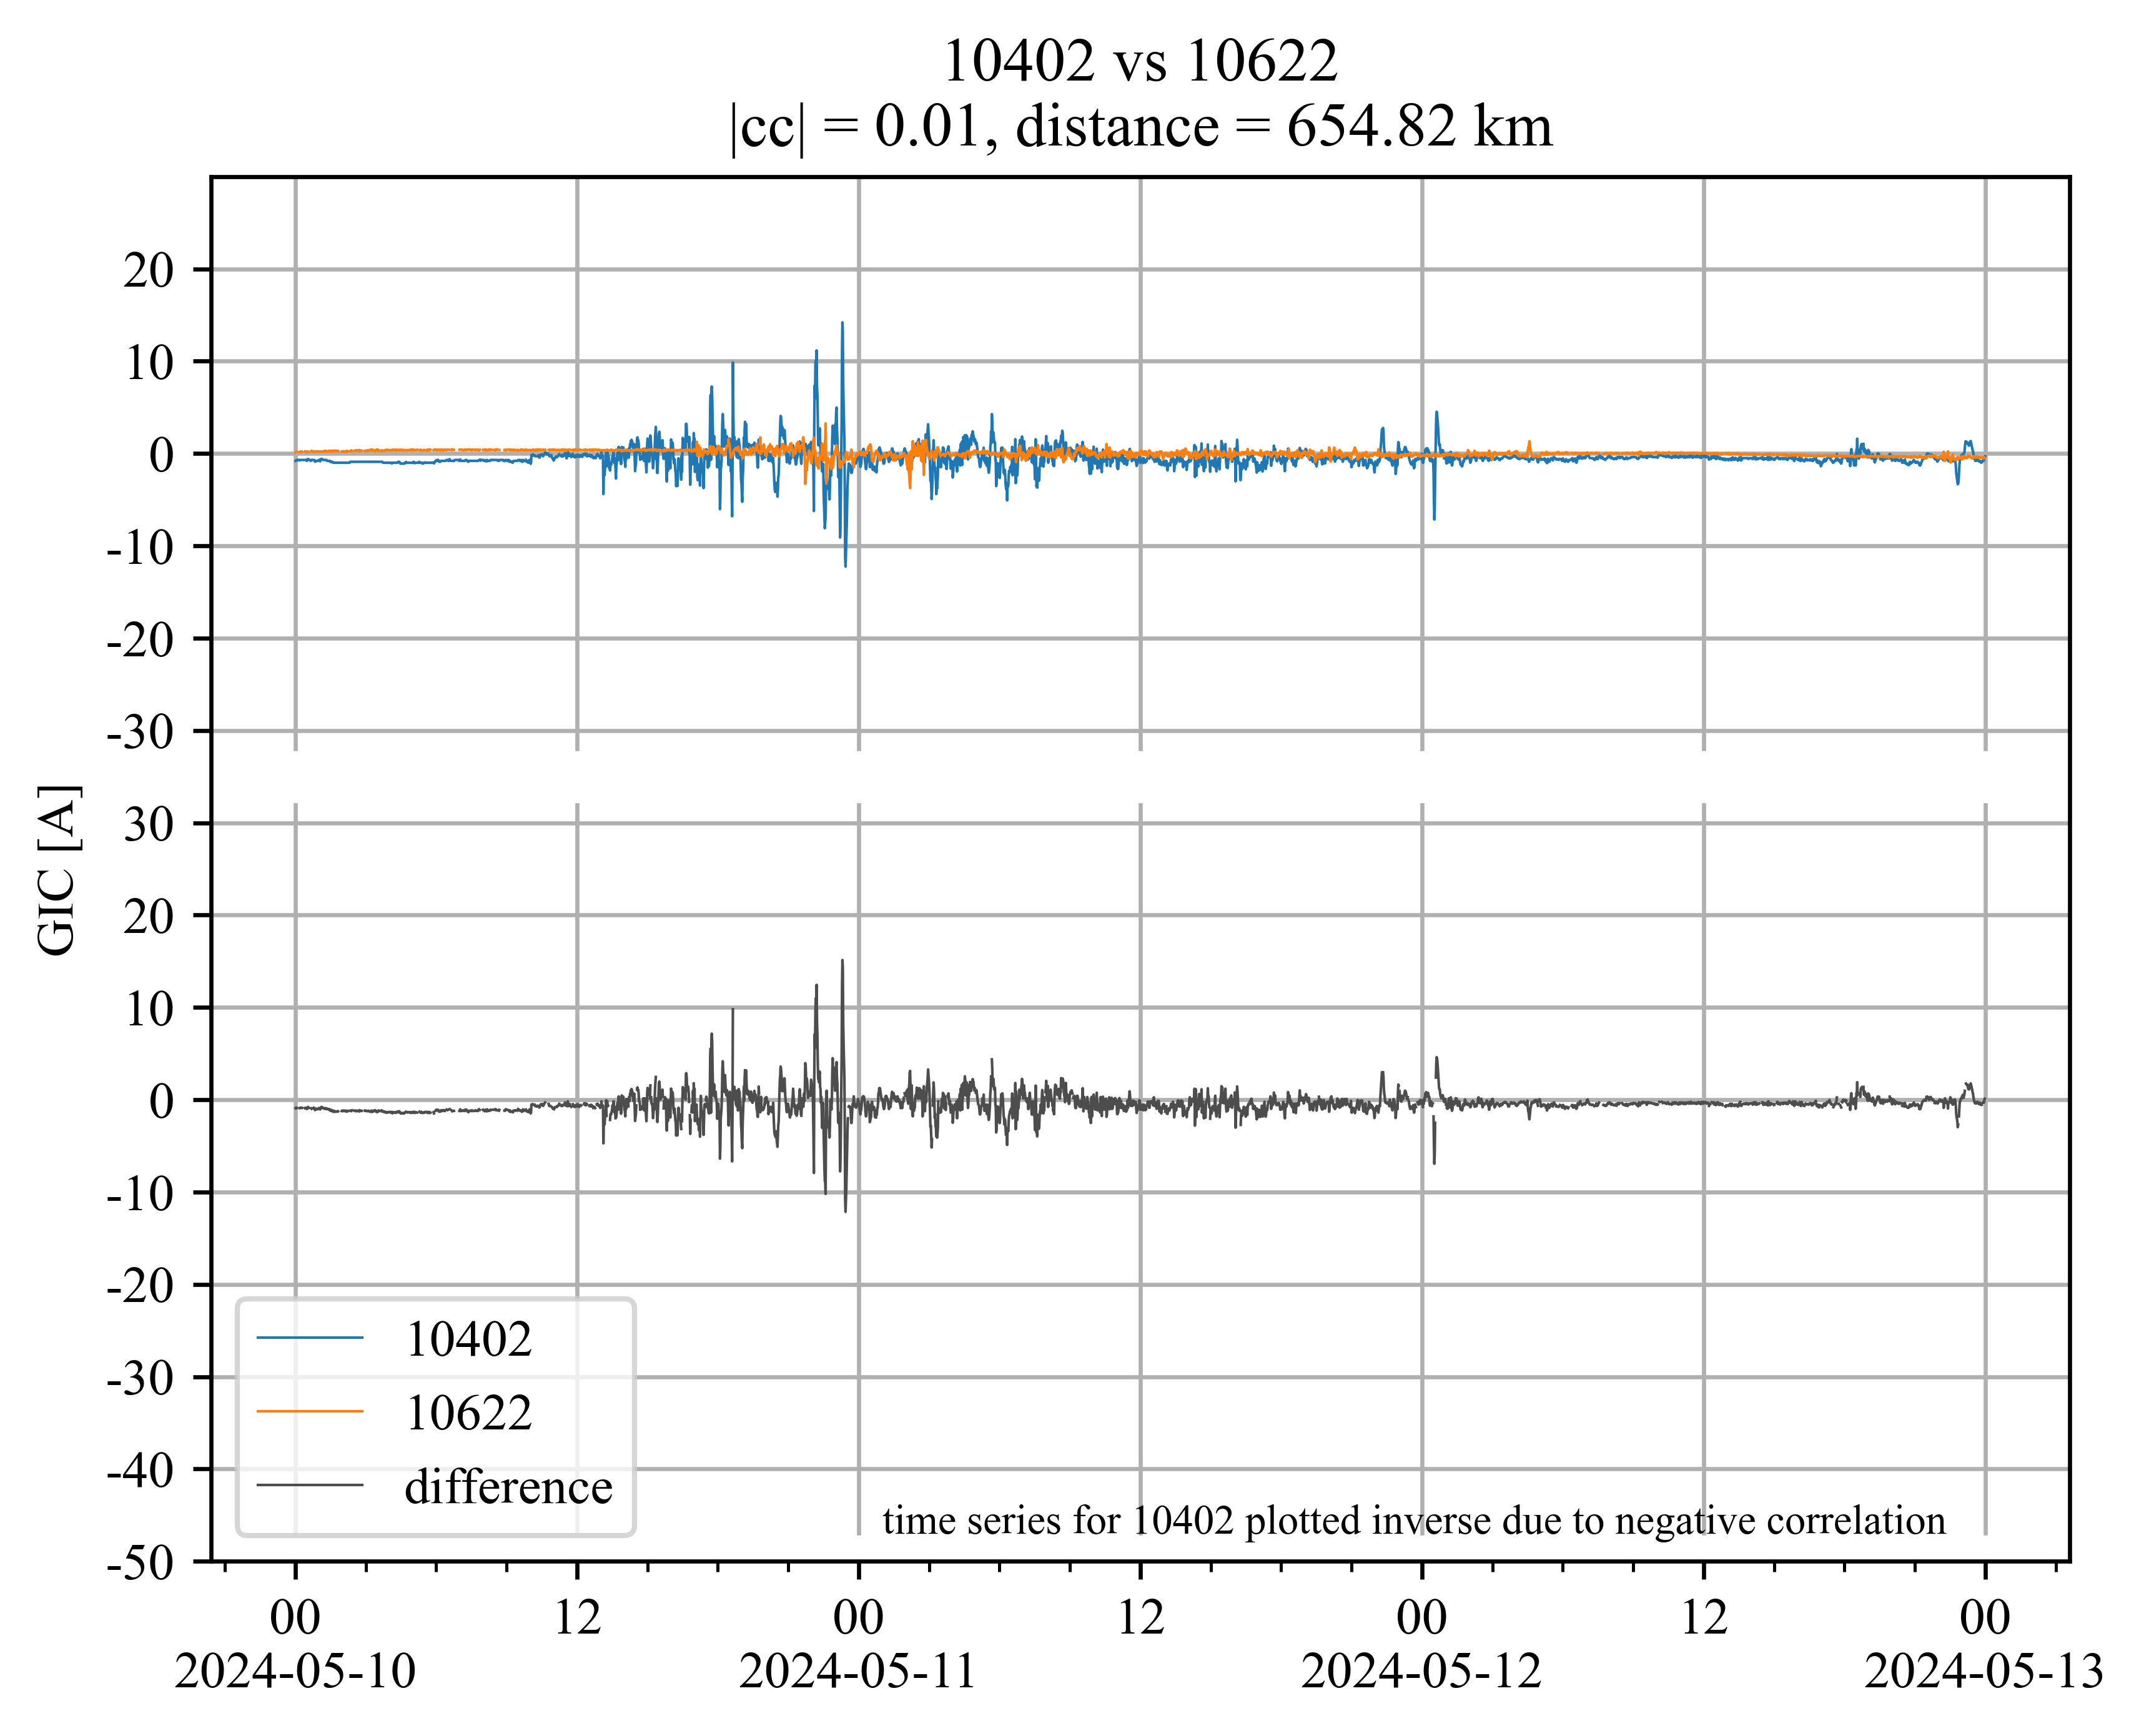 10402 vs 10622
|cc| = 0.01, distance = 654.82 km
GIC [A]
20
10
0
-10
-20
-30
30
20
10
0
-10
-20
-30
-40
-50
10402
10622
difference
time series for 10402 plotted inverse due to negative correlation
00 12 00 12 00 12 00
2024-05-10 2024-05-11 2024-05-12 2024-05-13